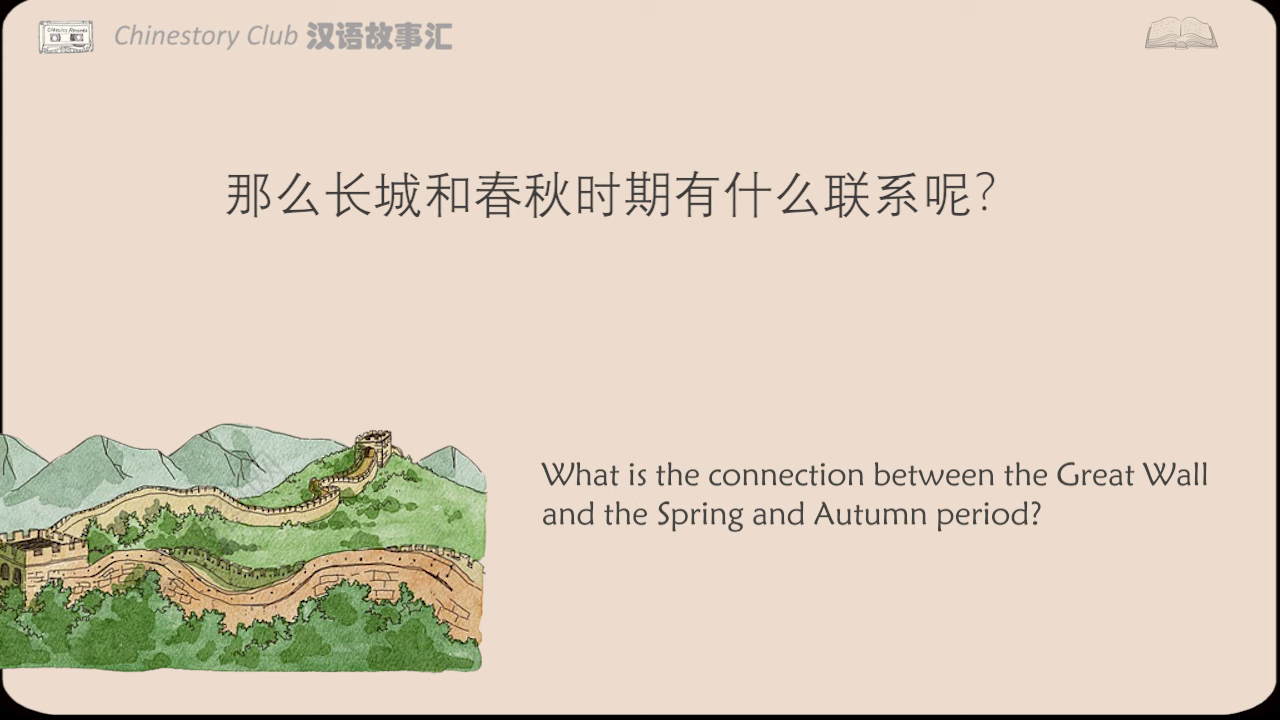 Chinestory Club 汉语故事汇
那么长城和春秋时期有什么联系呢？
What is the connection between the Great Wall
and the Spring and Autumn period?